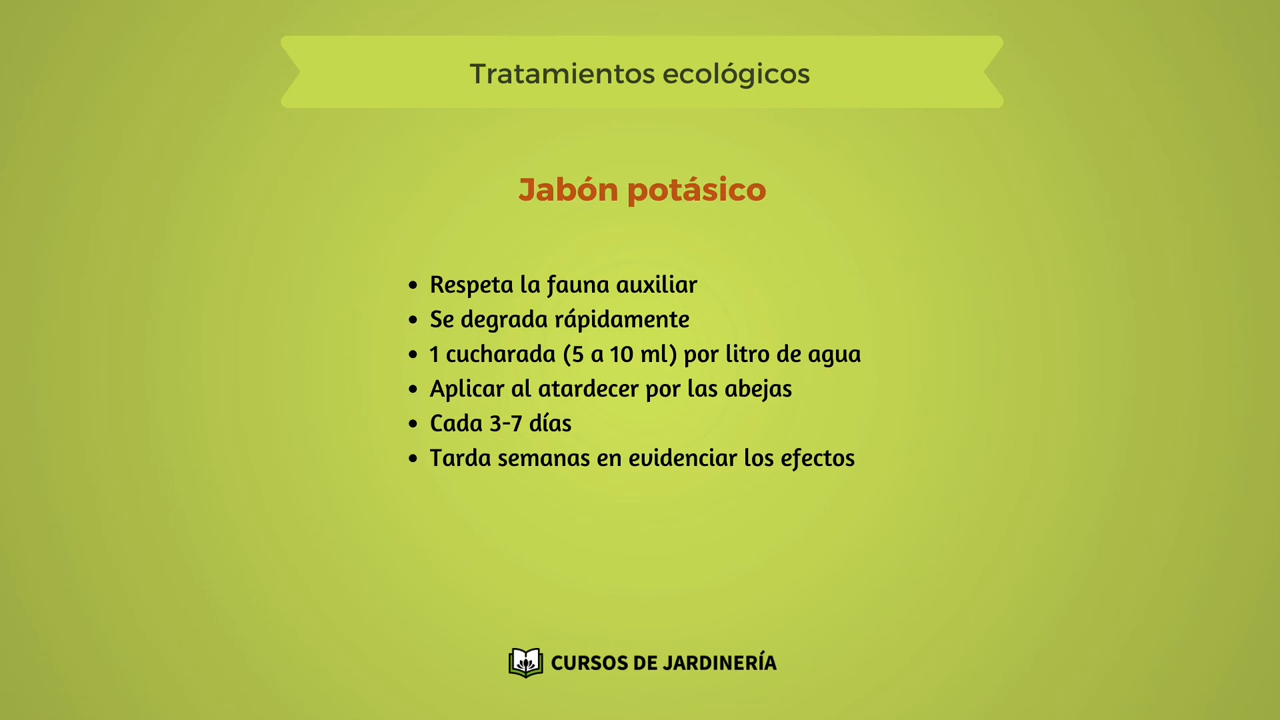 Tratamientos ecológicos
Jabón potásico
• Respeta la fauna auxiliar
• Se degrada rápidamente
• 1 cucharada (5 a 10 ml) por litro de agua
• Aplicar al atardecer por las abejas
• Cada 3-7 días
• Tarda semanas en evidenciar los efectos
CURSOS DE JARDINERÍA